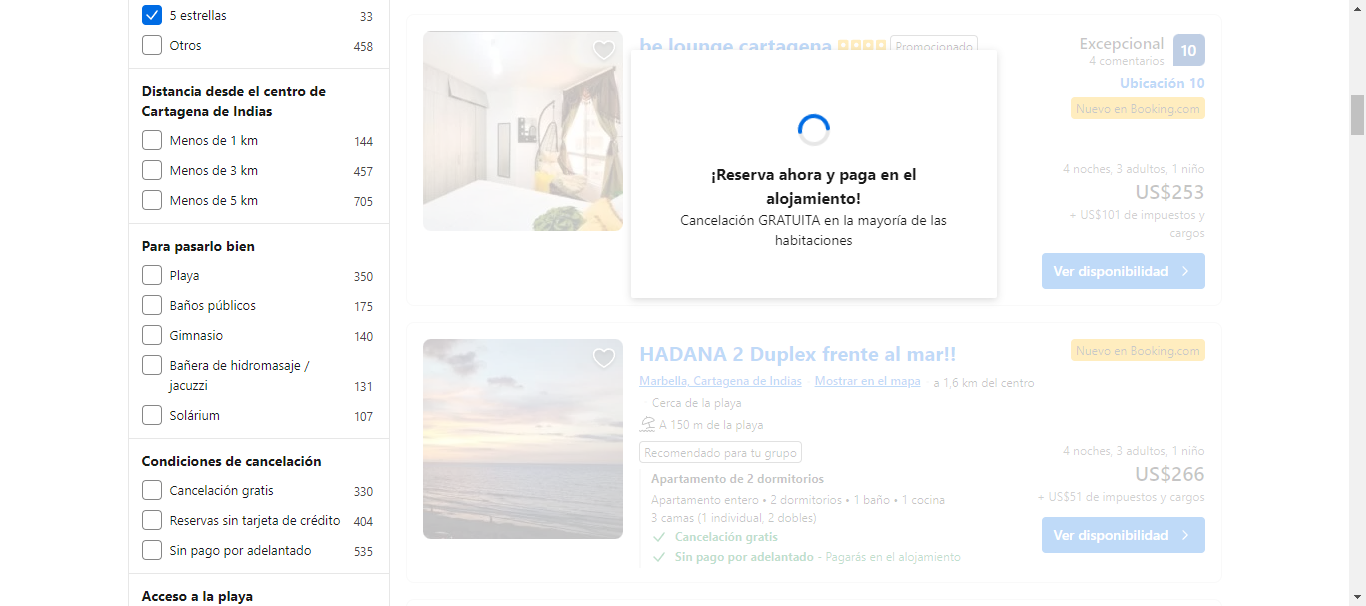 5 estrellas 33
Otros 458
Distancia desde el centro de
Cartagena de Indias
Menos de 1 km 144
Menos de 3 km 457
Menos de 5 km 705
Para pasarlo bien
Playa 350
Baños públicos 175
Gimnasio 140
Bañera de hidromasaje /
jacuzzi 131
Solárium 107
Condiciones de cancelación
Cancelación gratis 330
Reservas sin tarjeta de crédito 404
Sin pago por adelantado 535
Acceso a la playa
be lounge cartagena Promocionado
Excepcional 10
4 comentarios
Ubicación 10
Nuevo en Booking.com
¡Reserva ahora y paga en el
alojamiento!
Cancelación GRATUITA en la mayoría de las
habitaciones
4 noches, 3 adultos, 1 niño
US$253
+ US$101 de impuestos y
cargos
Ver disponibilidad
HADANA 2 Duplex frente al mar!!
Nuevo en Booking.com
Marbella, Cartagena de Indias · Mostrar en el mapa · a 1,6 km del centro
Cerca de la playa
A 150 m de la playa
Recomendado para tu grupo
Apartamento de 2 dormitorios
Apartamento entero • 2 dormitorios • 1 baño • 1 cocina
3 camas (1 individual, 2 dobles)
Cancelación gratis
Sin pago por adelantado - Pagarás en el alojamiento
4 noches, 3 adultos, 1 niño
US$266
+ US$51 de impuestos y cargos
Ver disponibilidad